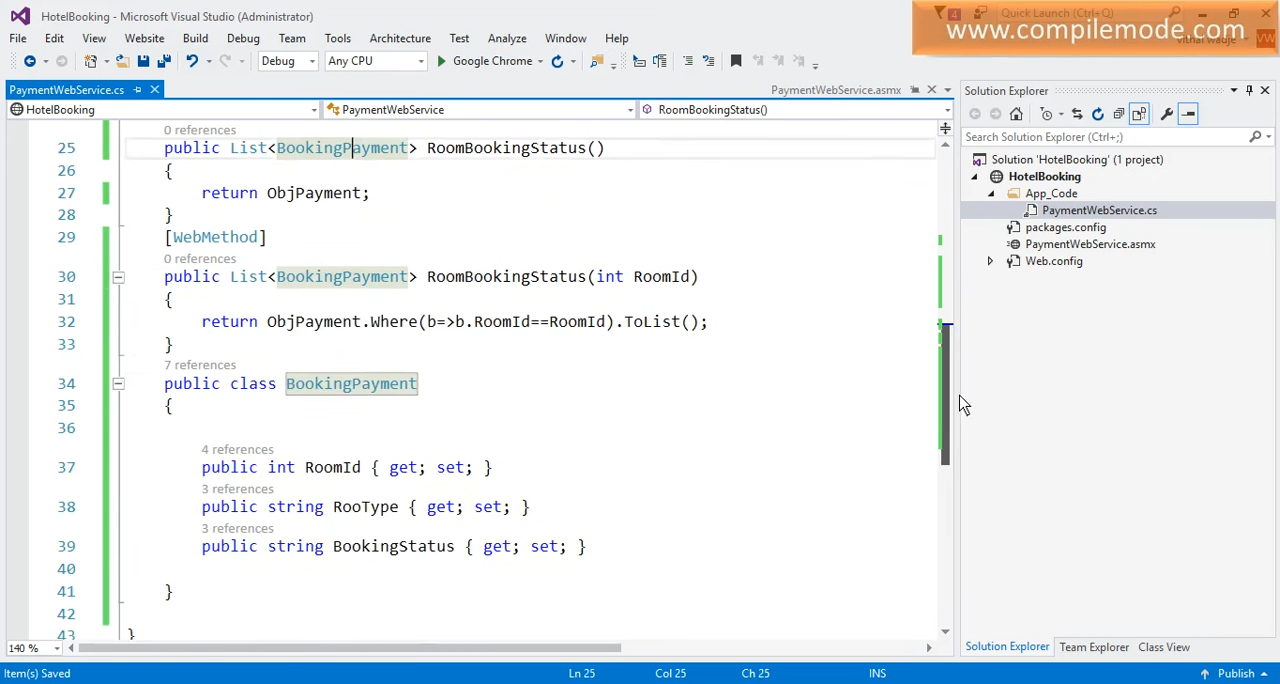 HotelBooking - Microsoft Visual Studio (Administrator)
4
Quick Launch (Ctrl+Q)
www.compilemode.com
vithal wadje
VW
File Edit View Website Build Debug Team Tools Architecture Test Analyze Window Help
Debug Any CPU Google Chrome
PaymentWebService.cs PaymentWebService.asmx
HotelBooking PaymentWebService RoomBookingStatus()
0 references
25 public List<BookingPayment> RoomBookingStatus()
26 {
27 return ObjPayment;
28 }
29 [WebMethod]
0 references
30 public List<BookingPayment> RoomBookingStatus(int RoomId)
31 {
32 return ObjPayment.Where(b=>b.RoomId==RoomId).ToList();
33 }
7 references
34 public class BookingPayment
35 {
36
4 references
37 public int RoomId { get; set; }
3 references
38 public string RooType { get; set; }
3 references
39 public string BookingStatus { get; set; }
40
41 }
42
43 }
140 %
Solution Explorer
Search Solution Explorer (Ctrl+;)
Solution 'HotelBooking' (1 project)
HotelBooking
App_Code
PaymentWebService.cs
packages.config
PaymentWebService.asmx
Web.config
Solution Explorer Team Explorer Class View
Item(s) Saved Ln 25 Col 25 Ch 25 INS Publish